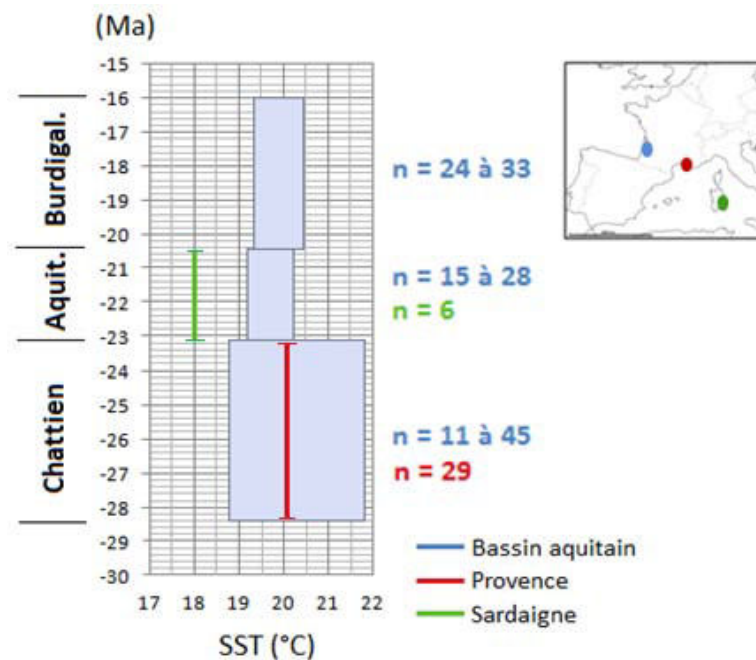 (Ma)
-15
-16
-17
-18
-19
-20
-21
-22
-23
-24
-25
-26
-27
-28
-29
-30
17 18 19 20 21 22
SST (°C)
Burdigal.
Aquit.
Chattien
n = 24 à 33
n = 15 à 28
n = 6
n = 11 à 45
n = 29
Bassin aquitain
Provence
Sardaigne